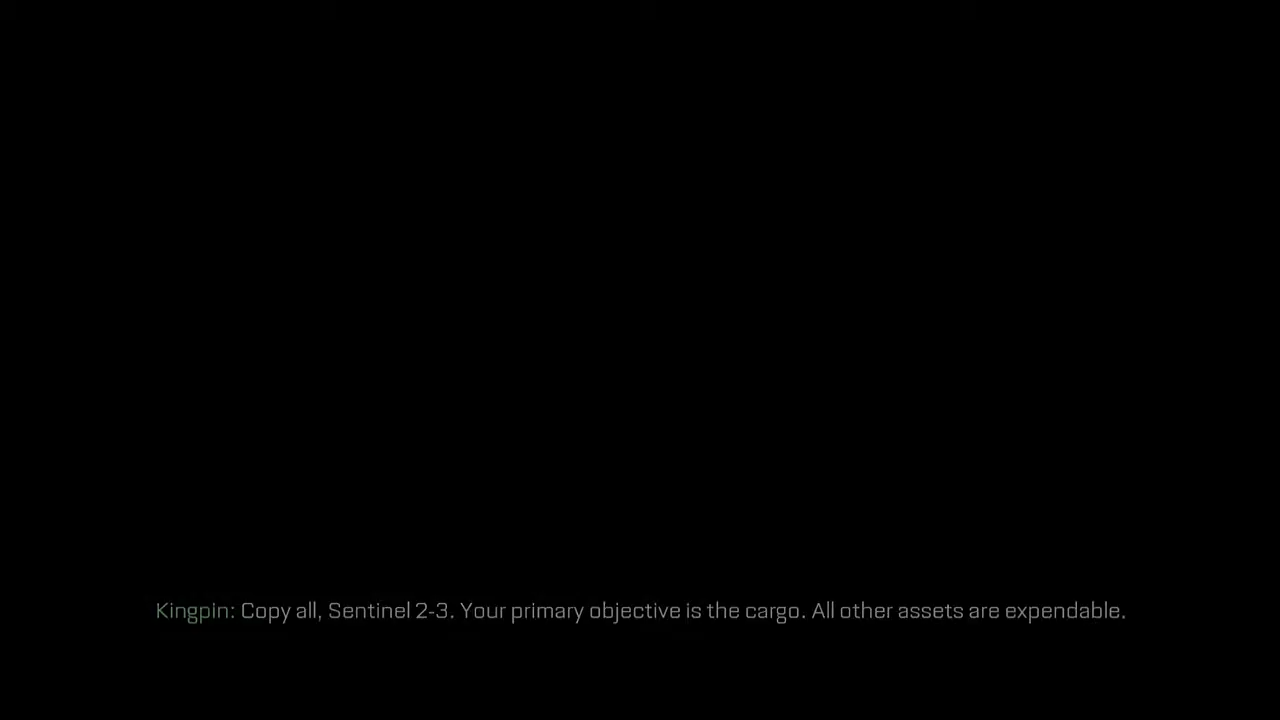 Kingpin: Copy all, Sentinel 2-3. Your primary objective is the cargo. All other assets are expendable.